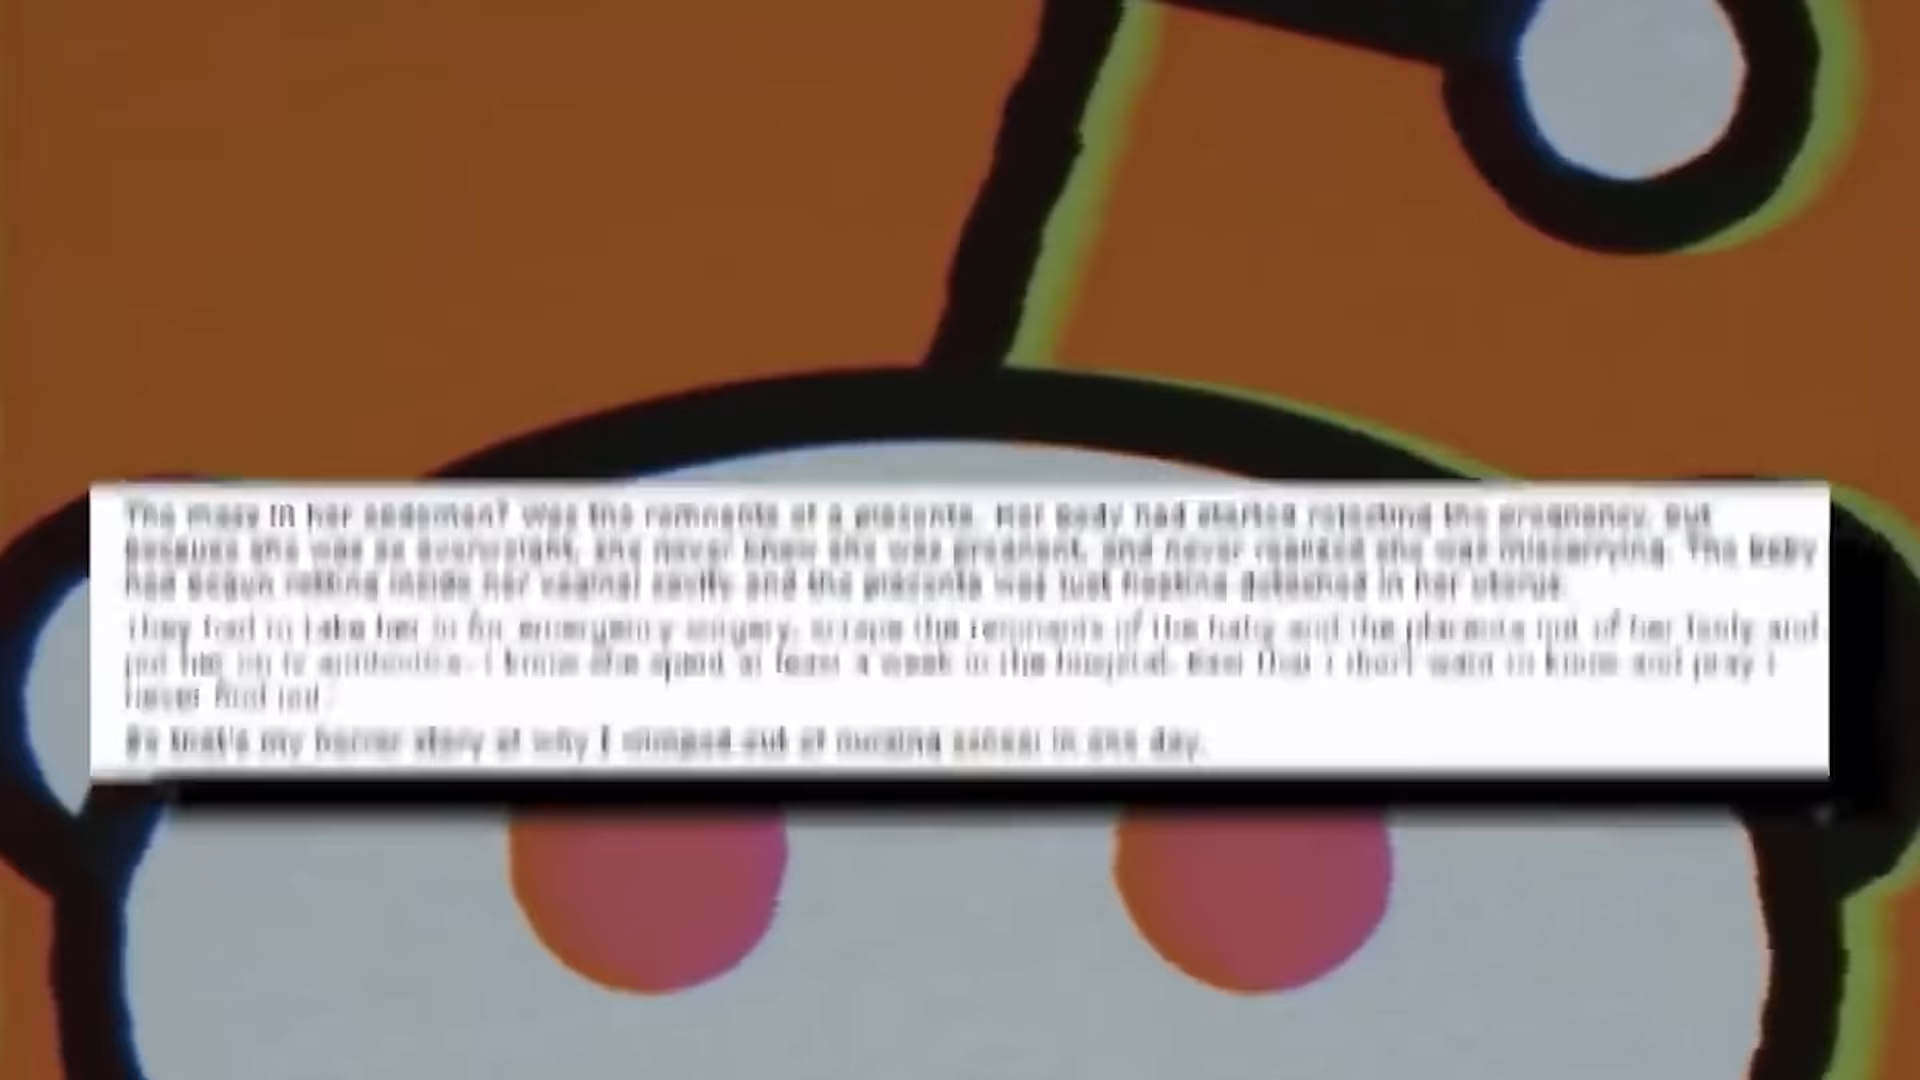 The mass in her abdomen? Was the remnants of a placenta. Her body had started rejecting the pregnancy, but
because she was so overweight, she never knew she was pregnant, and never realized she was miscarrying. The baby
had begun rotting inside her vaginal cavity and the placenta was just floating detached in her uterus.
They had to take her in for emergency surgery, scrape the remnants of the baby and the placenta out of her body and
put her on iv antibiotics. I know she spent at least a week in the hospital. Past that I don't want to know and pray I
never find out.
So that's my horror story of why I out of nursing school in one day.